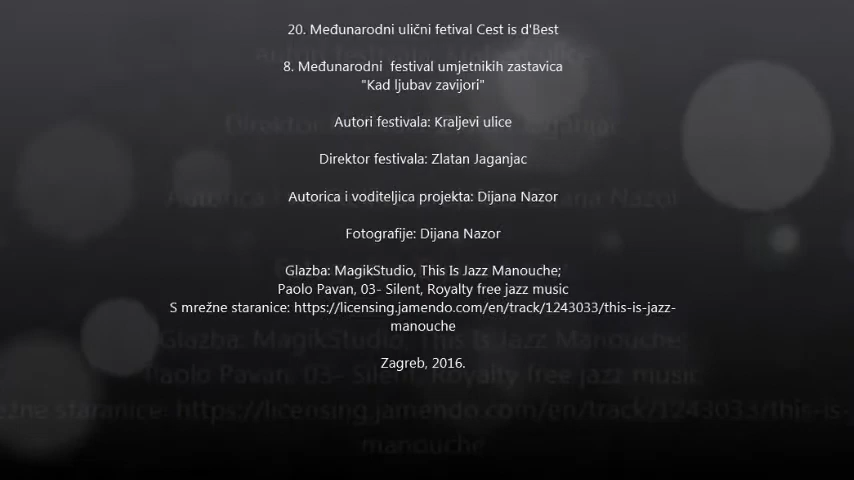 20. Međunarodni ulični fetival Cest is d'Best
8. Međunarodni festival umjetnikih zastavica
"Kad ljubav zavijori"
Autori festivala: Kraljevi ulice
Direktor festivala: Zlatan Jaganjac
Autorica i voditeljica projekta: Dijana Nazor
Fotografije: Dijana Nazor
Glazba: MagikStudio, This Is Jazz Manouche;
Paolo Pavan, 03- Silent, Royalty free jazz music
S mrežne staranice: https://licensing.jamendo.com/en/track/1243033/this-is-jazz-
manouche
Zagreb, 2016.